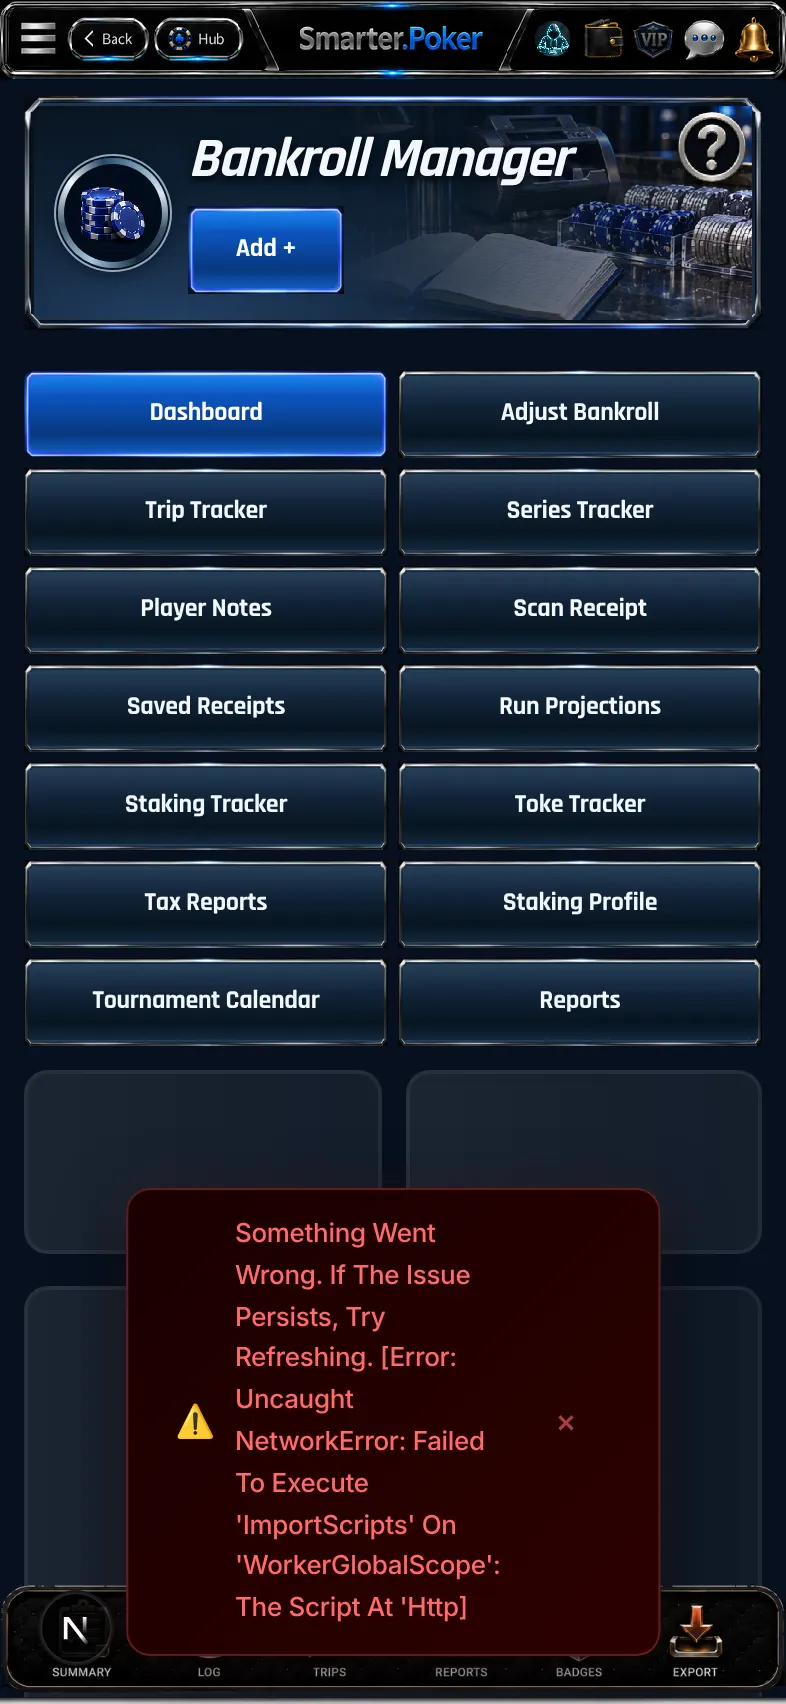 Back
Hub
Smarter.Poker
VIP
Bankroll Manager
?
Add +
Dashboard
Adjust Bankroll
Trip Tracker
Series Tracker
Player Notes
Scan Receipt
Saved Receipts
Run Projections
Staking Tracker
Toke Tracker
Tax Reports
Staking Profile
Tournament Calendar
Reports
Something Went
Wrong. If The Issue
Persists, Try
Refreshing. [Error:
Uncaught
NetworkError: Failed
To Execute
'ImportScripts' On
'WorkerGlobalScope':
The Script At 'Http]
×
N
SUMMARY
LOG
TRIPS
REPORTS
BADGES
EXPORT